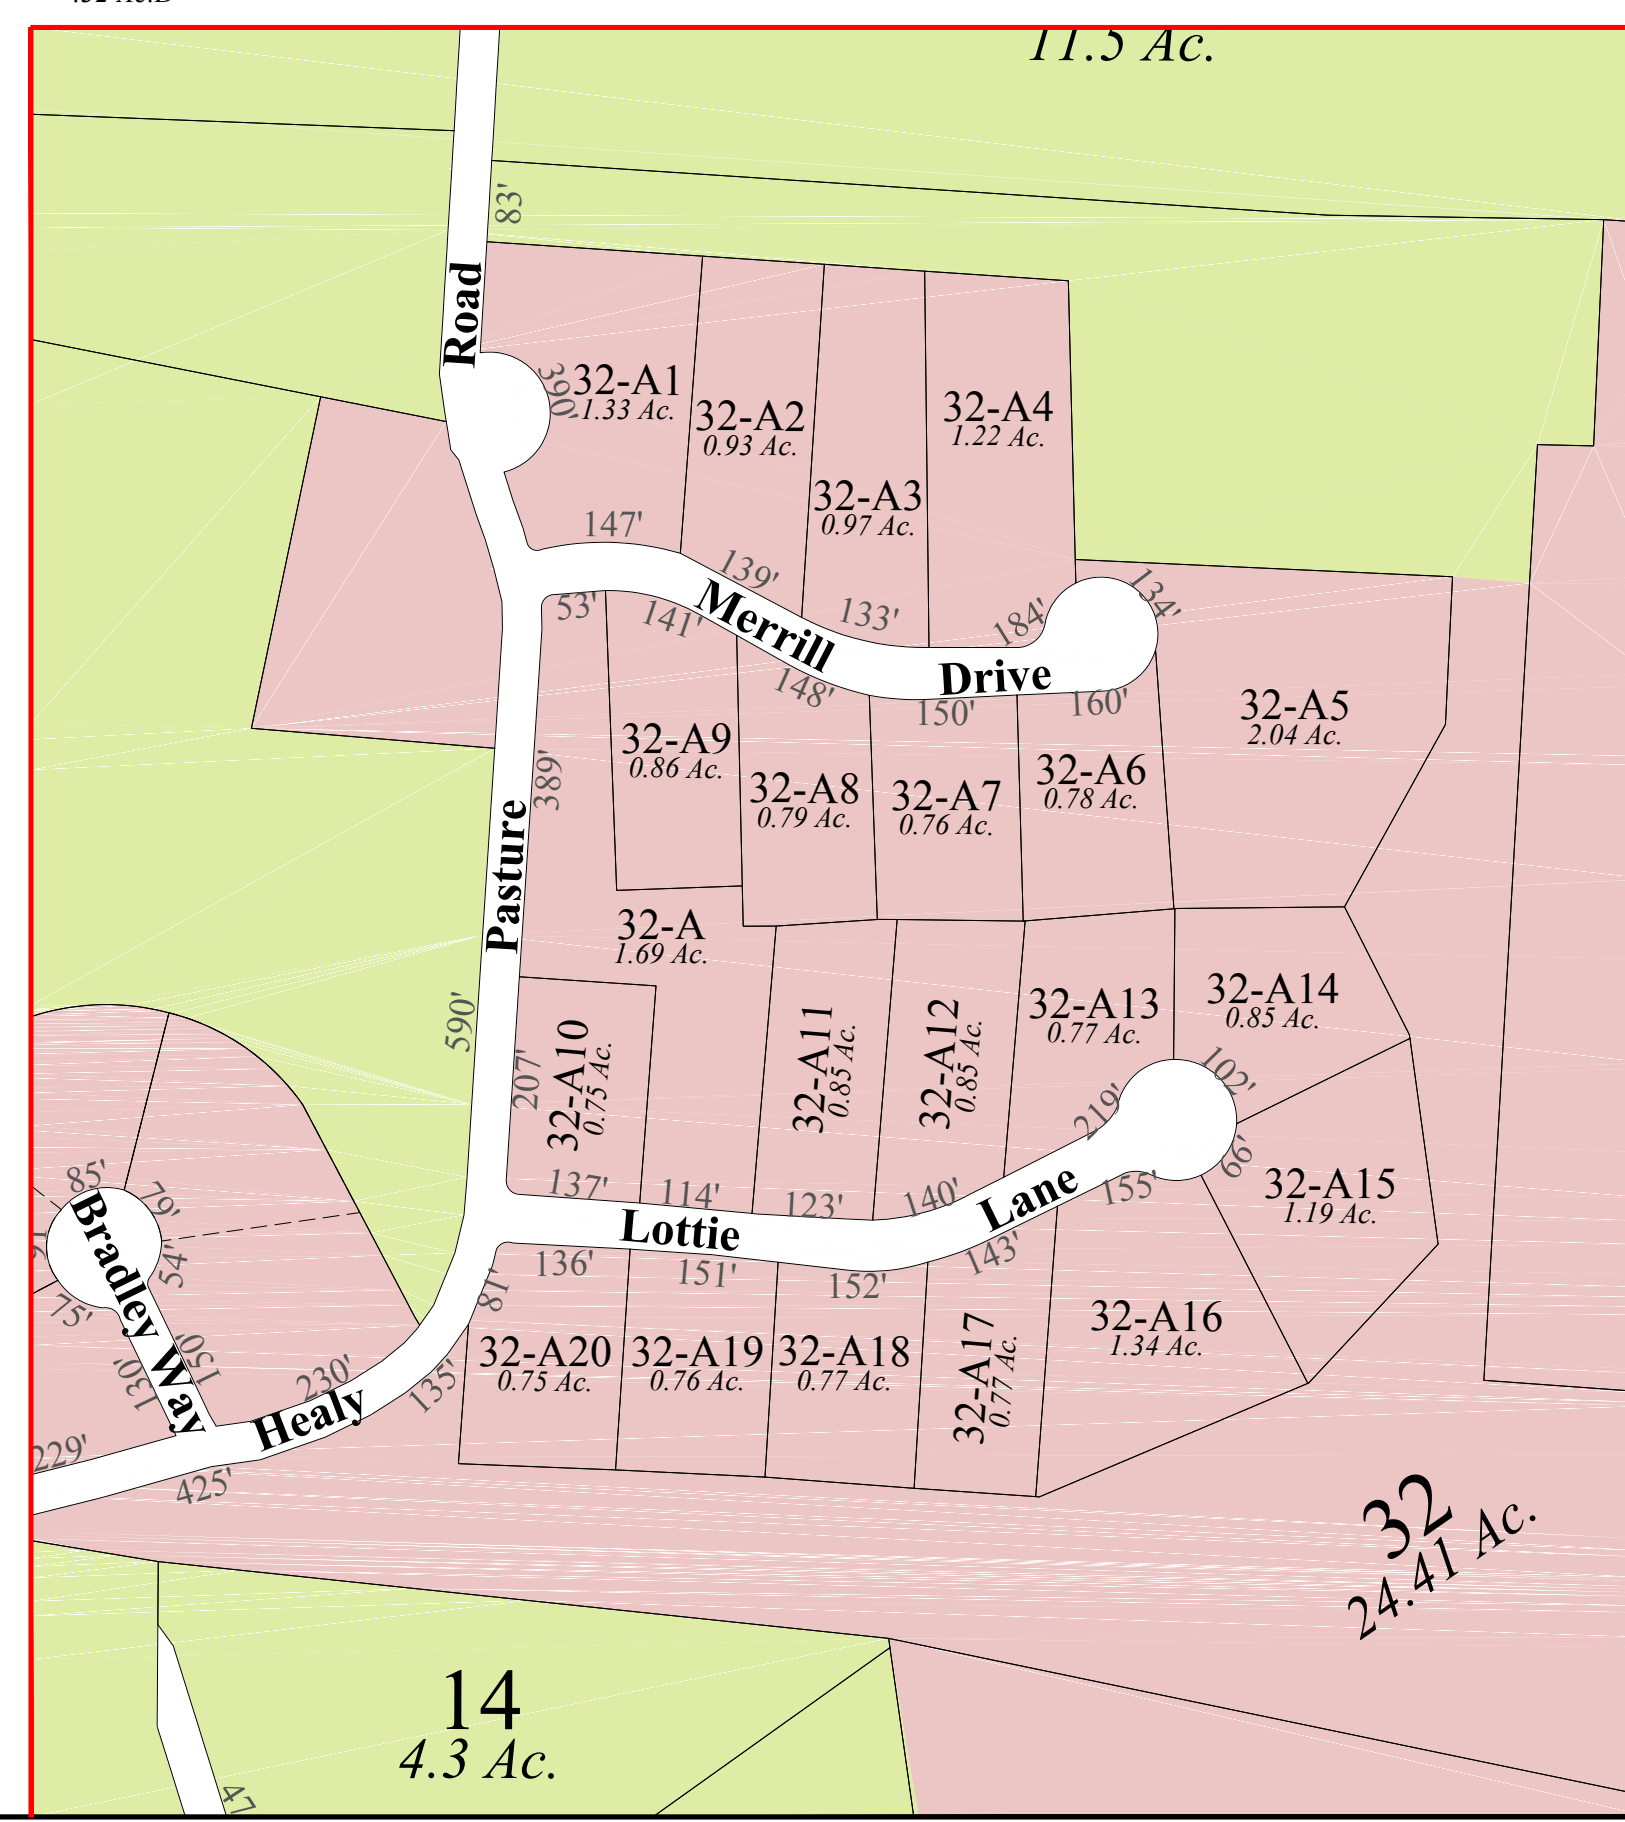 11.5 Ac.
83'
Road
390'
32-A1
1.33 Ac.
32-A2
0.93 Ac.
32-A3
0.97 Ac.
32-A4
1.22 Ac.
147'
139'
133'
184'
134'
Merrill
Drive
53'
141'
148'
150'
160'
32-A5
2.04 Ac.
32-A9
0.86 Ac.
32-A8
0.79 Ac.
32-A7
0.76 Ac.
32-A6
0.78 Ac.
389'
Pasture
32-A
1.69 Ac.
590'
207'
32-A10
0.75 Ac.
32-A11
0.85 Ac.
32-A12
0.85 Ac.
32-A13
0.77 Ac.
32-A14
0.85 Ac.
219'
102'
66'
155'
137'
114'
123'
140'
Lottie
Lane
136'
151'
152'
143'
32-A15
1.19 Ac.
85'
79'
54'
75'
Bradley Way
130'
150'
81'
230'
135'
Healy
229'
425'
32-A20
0.75 Ac.
32-A19
0.76 Ac.
32-A18
0.77 Ac.
32-A17
0.77 Ac.
32-A16
1.34 Ac.
32
24.41 Ac.
14
4.3 Ac.
47